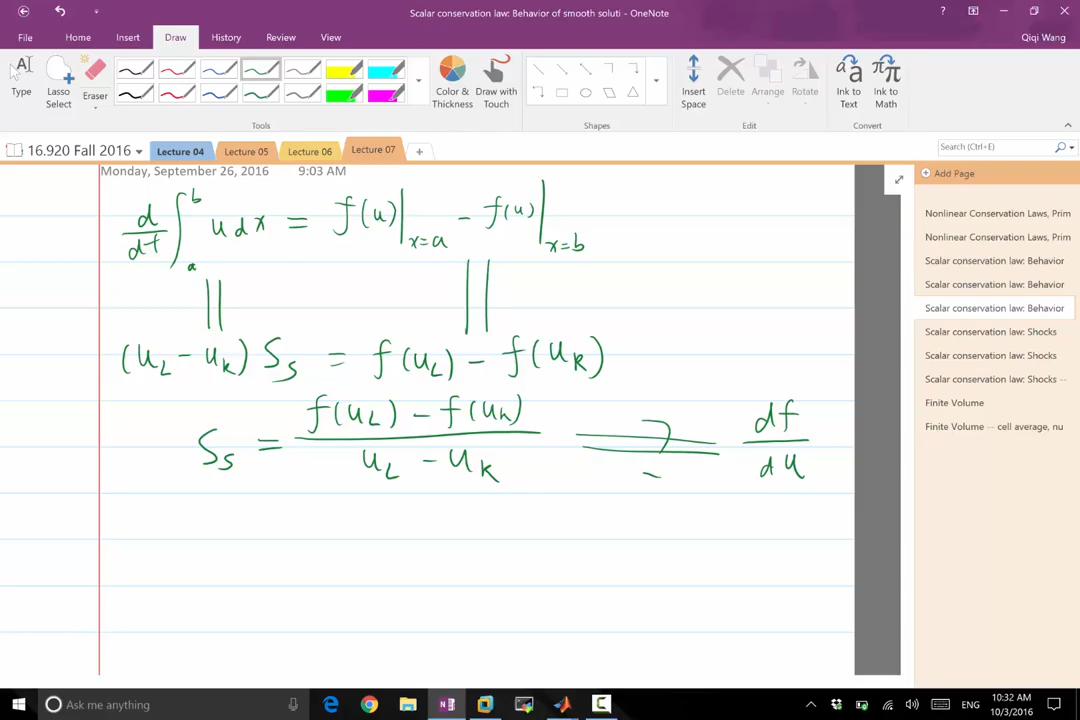 Scalar conservation law: Behavior of smooth soluti - OneNote
?
File Home Insert Draw History Review View
Qiqi Wang
Type
Lasso Select
Eraser
Color & Thickness
Draw with Touch
Insert Space
Delete
Arrange
Rotate
Ink to Text
Ink to Math
Tools
Shapes
Edit
Convert
16.920 Fall 2016
Lecture 04 Lecture 05 Lecture 06 Lecture 07
Search (Ctrl+E)
Monday, September 26, 2016 9:03 AM
d/dt ∫_a^b u dx = f(u)|_{x=a} - f(u)|_{x=b}
(u_L - u_R) S_s = f(u_L) - f(u_R)
S_s = (f(u_L) - f(u_R)) / (u_L - u_R) df/du
Add Page
Nonlinear Conservation Laws, Prim
Nonlinear Conservation Laws, Prim
Scalar conservation law: Behavior
Scalar conservation law: Behavior
Scalar conservation law: Behavior
Scalar conservation law: Shocks
Scalar conservation law: Shocks
Scalar conservation law: Shocks --
Finite Volume
Finite Volume -- cell average, nu
Ask me anything
ENG
10:32 AM
10/3/2016